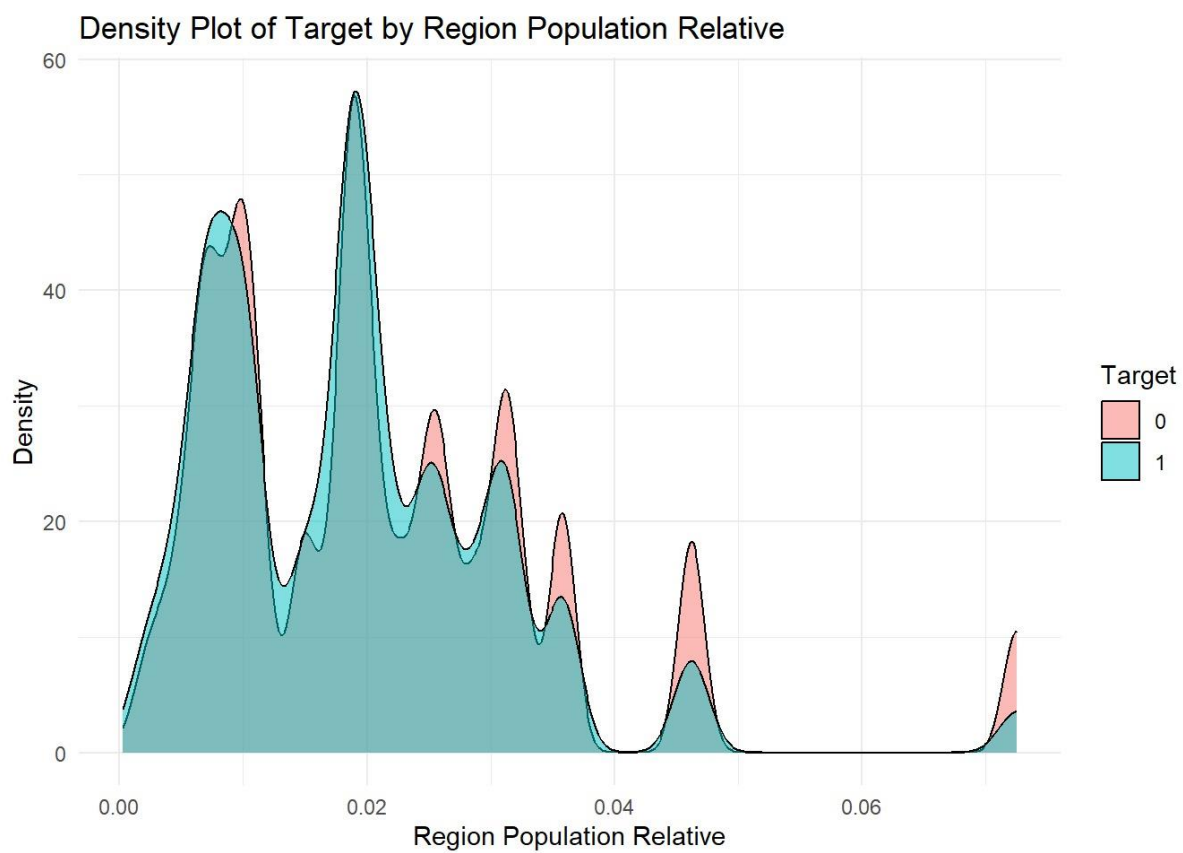 Density Plot of Target by Region Population Relative
60
40
20
0
Density
0.00
0.02
0.04
0.06
Region Population Relative
Target
0
1